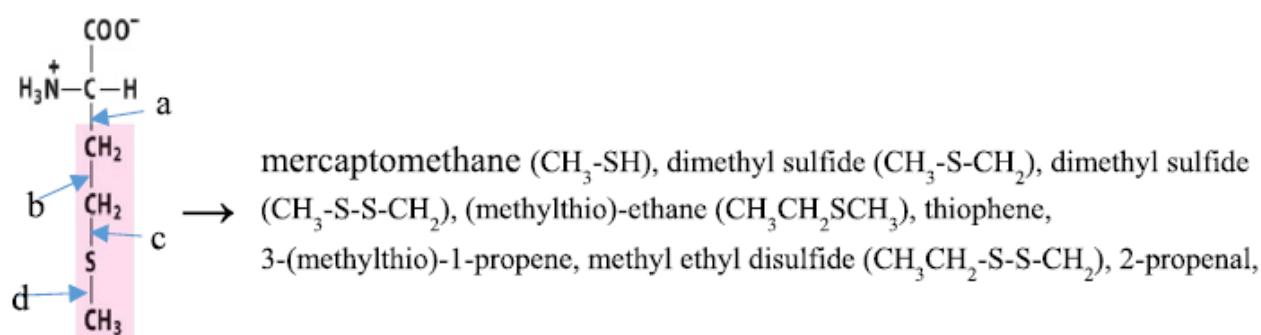 COO⁻
H₃N⁺—C—H
a
CH₂
b
CH₂
c
S
d
CH₃
→
mercaptomethane (CH₃-SH), dimethyl sulfide (CH₃-S-CH₂), dimethyl sulfide
(CH₃-S-S-CH₂), (methylthio)-ethane (CH₃CH₂SCH₃), thiophene,
3-(methylthio)-1-propene, methyl ethyl disulfide (CH₃CH₂-S-S-CH₂), 2-propenal,